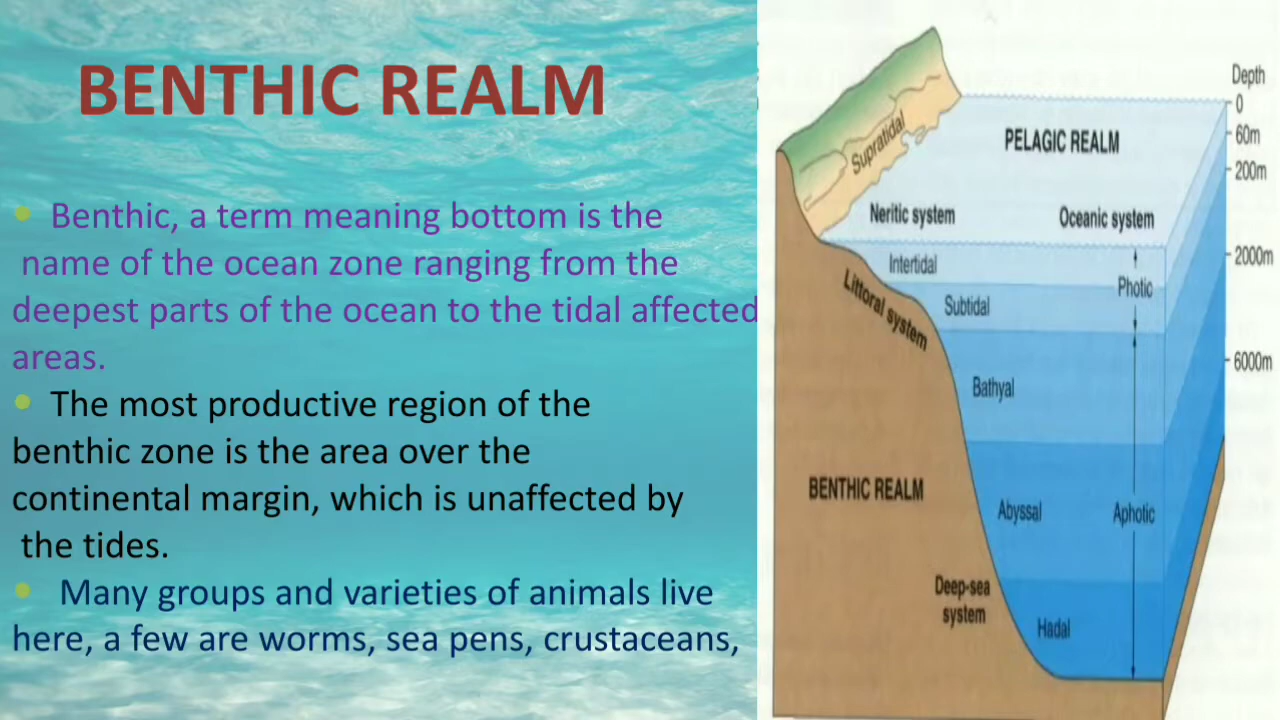 BENTHIC REALM
• Benthic, a term meaning bottom is the
name of the ocean zone ranging from the
deepest parts of the ocean to the tidal affected
areas.
• The most productive region of the
benthic zone is the area over the
continental margin, which is unaffected by
the tides.
• Many groups and varieties of animals live
here, a few are worms, sea pens, crustaceans,
Depth
0
60m
200m
2000m
6000m
Supratidal
PELAGIC REALM
Neritic system
Oceanic system
Intertidal
Photic
Littoral system
Subtidal
Bathyal
BENTHIC REALM
Abyssal
Aphotic
Deep-sea
system
Hadal